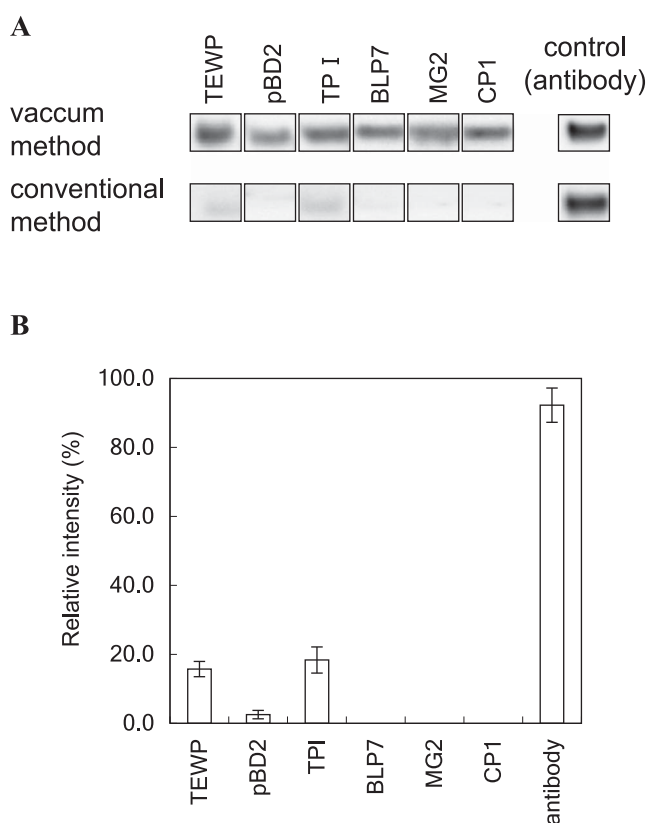 A
TEWP
pBD2
TP I
BLP7
MG2
CP1
control
(antibody)
vaccum
method
conventional
method
B
Relative intensity (%)
100.0
80.0
60.0
40.0
20.0
0.0
TEWP
pBD2
TPI
BLP7
MG2
CP1
antibody